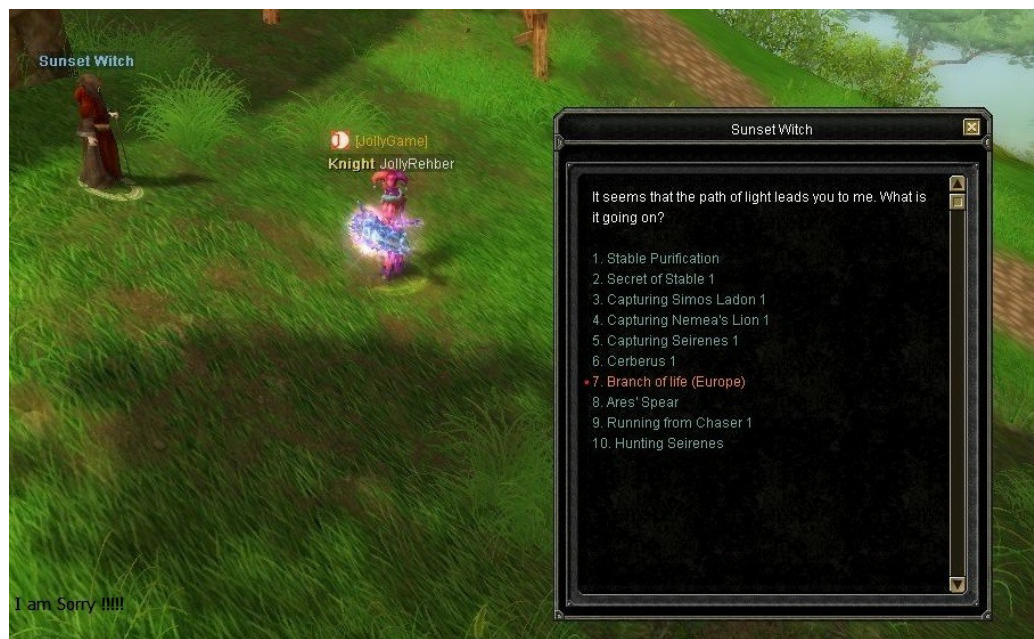 Sunset Witch
[JollyGame]
Knight JollyRehber
Sunset Witch
It seems that the path of light leads you to me. What is
it going on?
1. Stable Purification
2. Secret of Stable 1
3. Capturing Simos Ladon 1
4. Capturing Nemea's Lion 1
5. Capturing Seirenes 1
6. Cerberus 1
7. Branch of life (Europe)
8. Ares' Spear
9. Running from Chaser 1
10. Hunting Seirenes
I am Sorry !!!!!